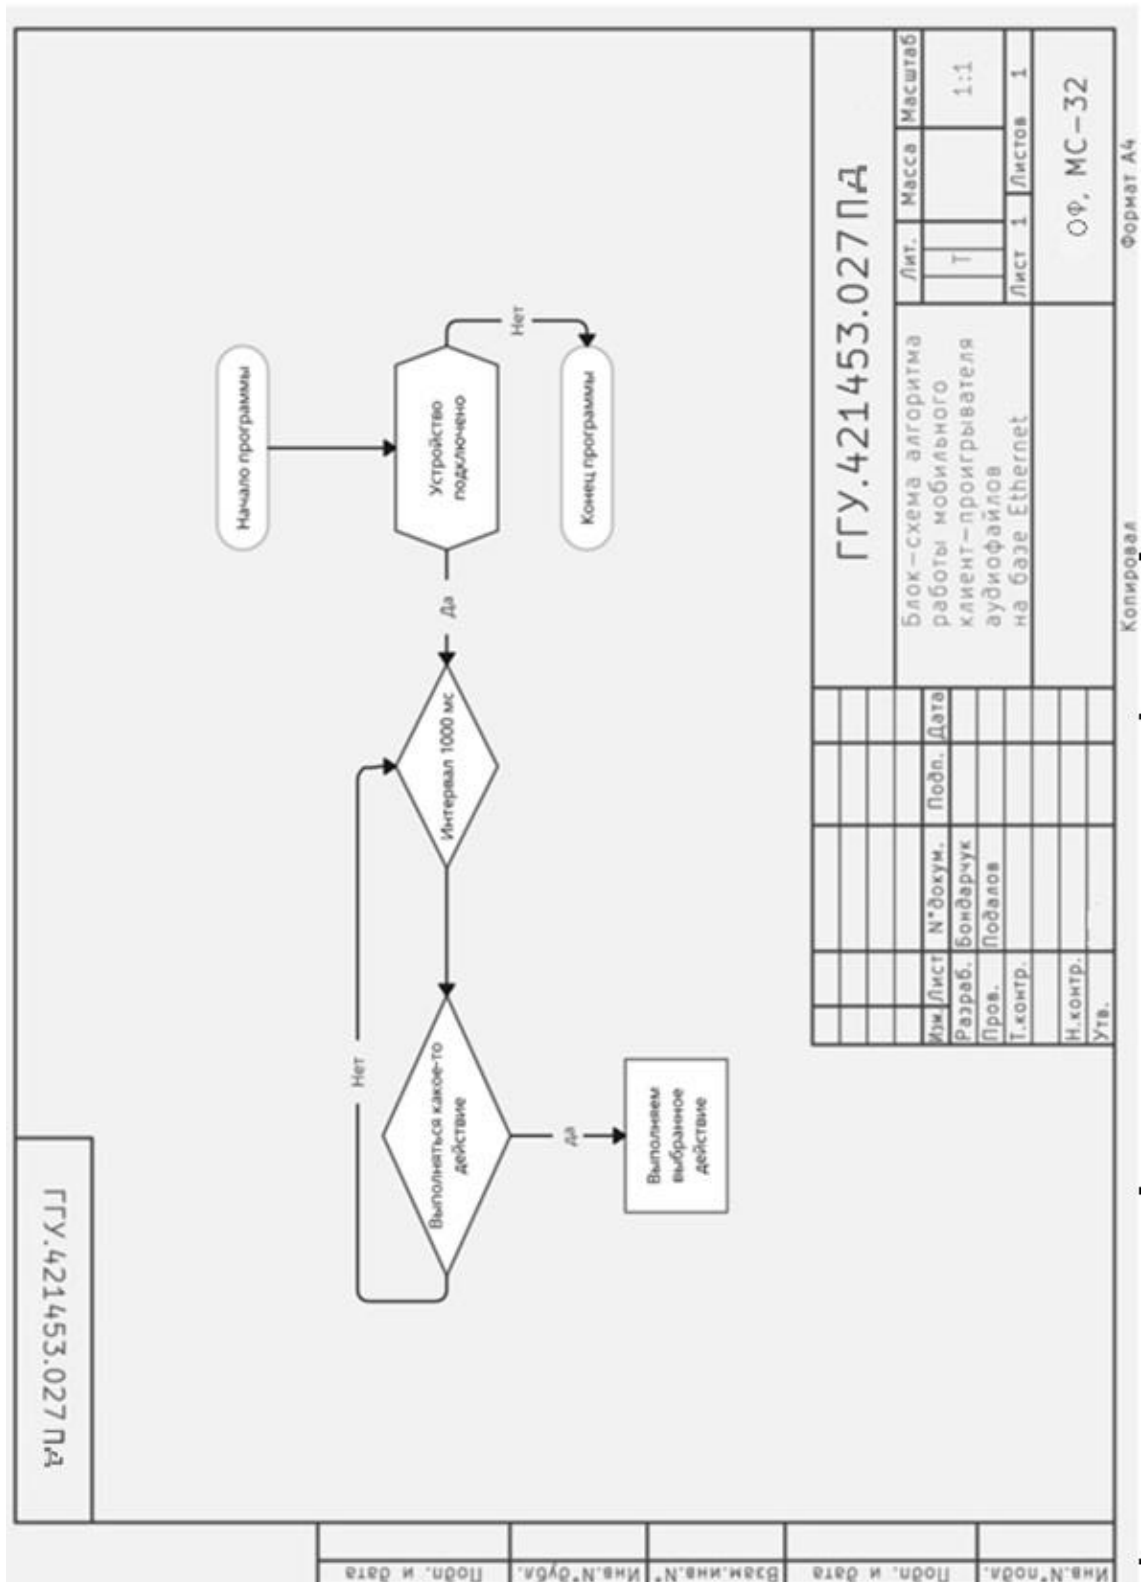 ГГУ.421453.027 ПД
Начало программы
Устройство
подключено
Нет
Конец программы
Да
Интервал 1000 мс
Нет
Выполняться какое-то
действие
да
Выполняем
выбранное
действие
ГГУ.421453.027 ПД
Блок-схема алгоритма
работы мобильного
клиент-проигрывателя
аудиофайлов
на базе Ethernet
Лит. Масса Масштаб
Т 1:1
Лист 1 Листов 1
ОФ, МС-32
Изм. Лист N°докум. Подп. Дата
Разраб. Бондарчук
Пров. Подалов
Т.контр.
Н.контр.
Утв.
Копировал Формат А4
Подп. и дата
Инв.N°дубл.
Взам.инв.N°
Подп. и дата
Инв.N°подл.